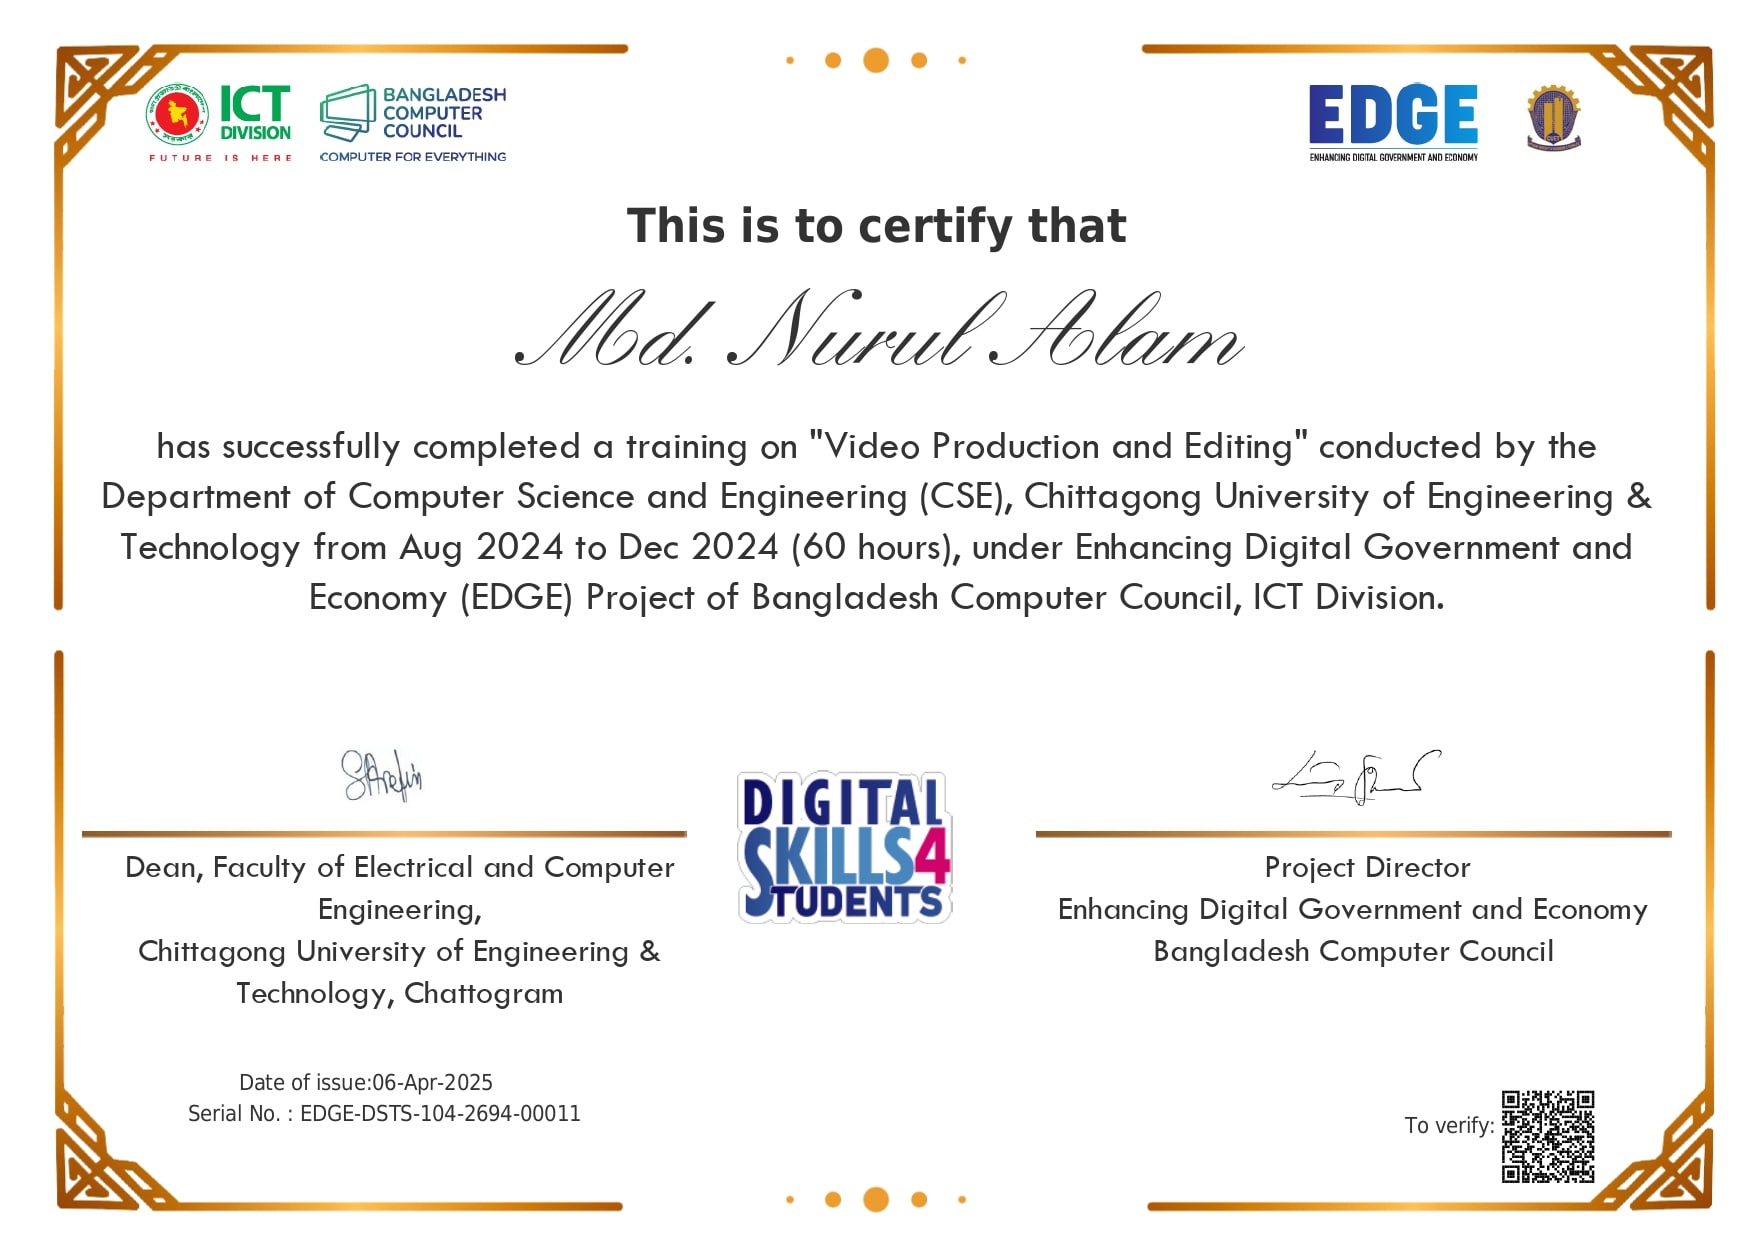 ICT
DIVISION
FUTURE IS HERE
BANGLADESH
COMPUTER
COUNCIL
COMPUTER FOR EVERYTHING
EDGE
ENHANCING DIGITAL GOVERNMENT AND ECONOMY
This is to certify that
Md. Nurul Alam
has successfully completed a training on "Video Production and Editing" conducted by the
Department of Computer Science and Engineering (CSE), Chittagong University of Engineering &
Technology from Aug 2024 to Dec 2024 (60 hours), under Enhancing Digital Government and
Economy (EDGE) Project of Bangladesh Computer Council, ICT Division.
SArefin
Dean, Faculty of Electrical and Computer
Engineering,
Chittagong University of Engineering &
Technology, Chattogram
DIGITAL
SKILLS4
STUDENTS
Project Director
Enhancing Digital Government and Economy
Bangladesh Computer Council
Date of issue:06-Apr-2025
Serial No. : EDGE-DSTS-104-2694-00011
To verify: